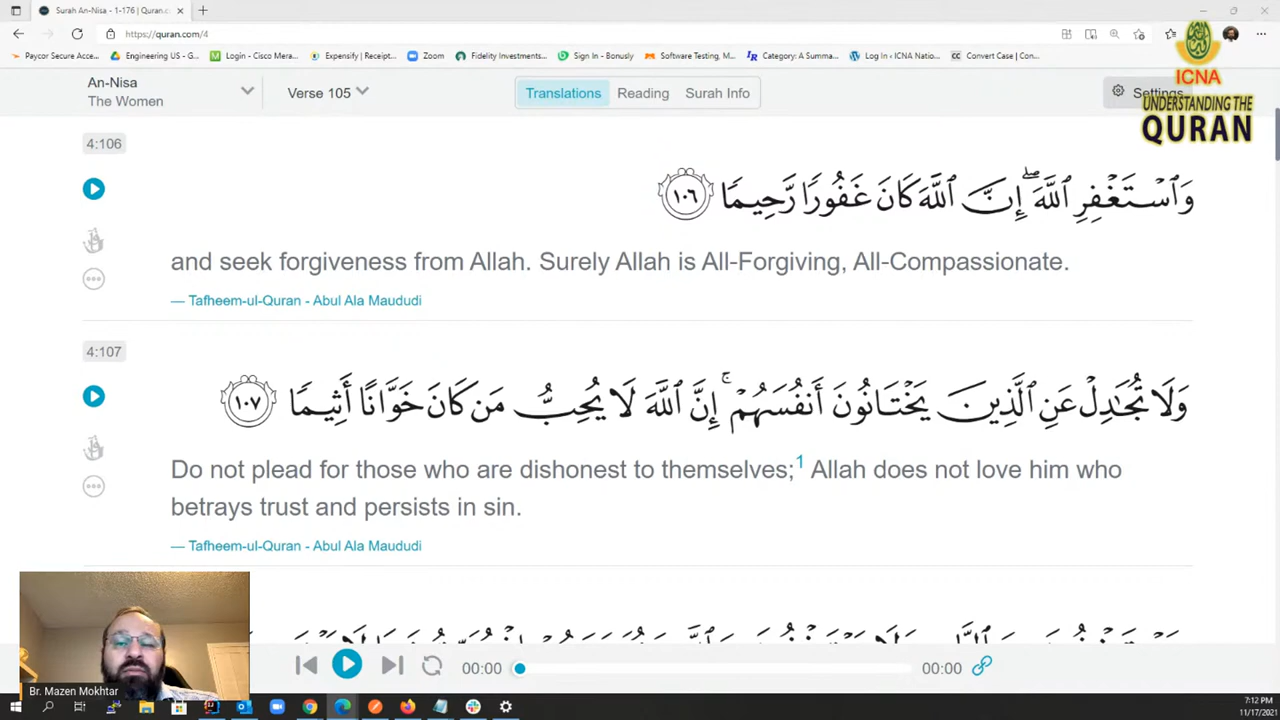 Surah An-Nisa - 1-176 | Quran.c
https://quran.com/4
Paycor Secure Acce...
Engineering US - G...
Login - Cisco Mera...
Expensify | Receipt...
Zoom
Fidelity Investments...
Sign In - Bonusly
Software Testing, M...
Category: A Summa...
Log In ‹ ICNA Natio...
Convert Case | Con...
ICNA
UNDERSTANDING THE
QURAN
An-Nisa
The Women
Verse 105
Translations
Reading
Surah Info
Settings
4:106
وَٱسْتَغْفِرِ ٱللَّهَ ۖ إِنَّ ٱللَّهَ كَانَ غَفُورًا رَّحِيمًا ١٠٦
and seek forgiveness from Allah. Surely Allah is All-Forgiving, All-Compassionate.
— Tafheem-ul-Quran - Abul Ala Maududi
4:107
وَلَا تُجَـٰدِلْ عَنِ ٱلَّذِينَ يَخْتَانُونَ أَنفُسَهُمْ ۚ إِنَّ ٱللَّهَ لَا يُحِبُّ مَن كَانَ خَوَّانًا أَثِيمًا ١٠٧
Do not plead for those who are dishonest to themselves;1 Allah does not love him who
betrays trust and persists in sin.
— Tafheem-ul-Quran - Abul Ala Maududi
00:00
00:00
Br. Mazen Mokhtar
7:12 PM
11/17/2021